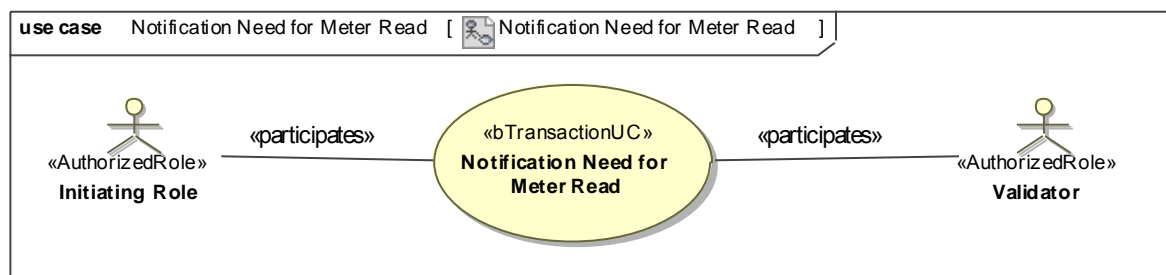 use case Notification Need for Meter Read [ Notification Need for Meter Read ]
«participates» «bTransactionUC» «participates»
«AuthorizedRole» Notification Need for «AuthorizedRole»
Initiating Role Meter Read Validator